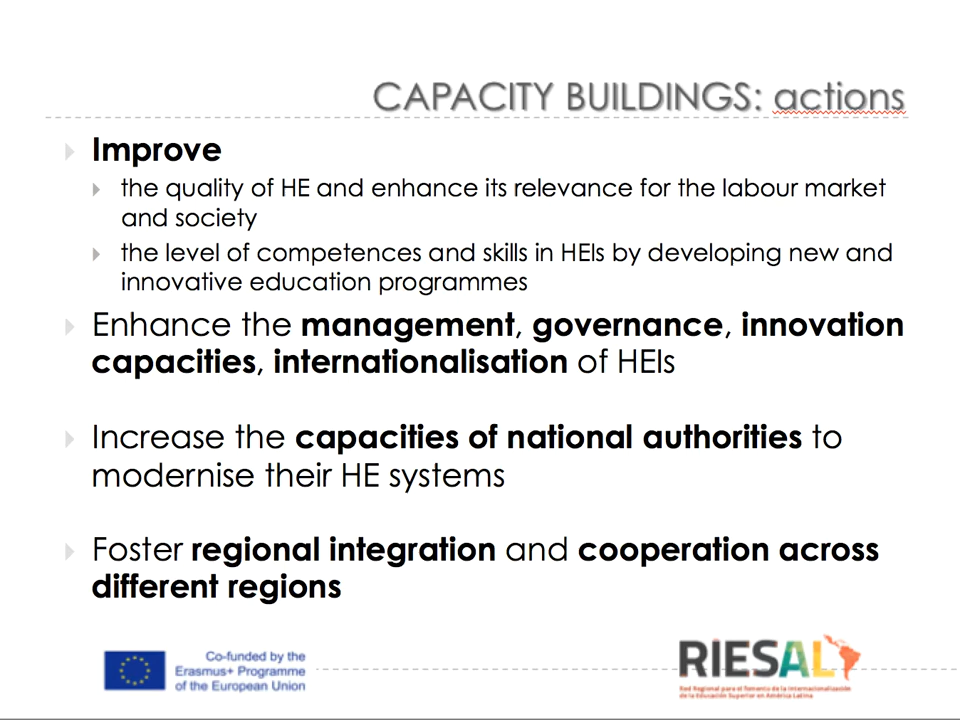 CAPACITY BUILDINGS: actions
Improve
the quality of HE and enhance its relevance for the labour market
and society
the level of competences and skills in HEIs by developing new and
innovative education programmes
Enhance the management, governance, innovation
capacities, internationalisation of HEIs
Increase the capacities of national authorities to
modernise their HE systems
Foster regional integration and cooperation across
different regions
Co-funded by the
Erasmus+ Programme
of the European Union
RIESAL
Red Regional para el fomento de la Internacionalización
de la Educación Superior en América Latina